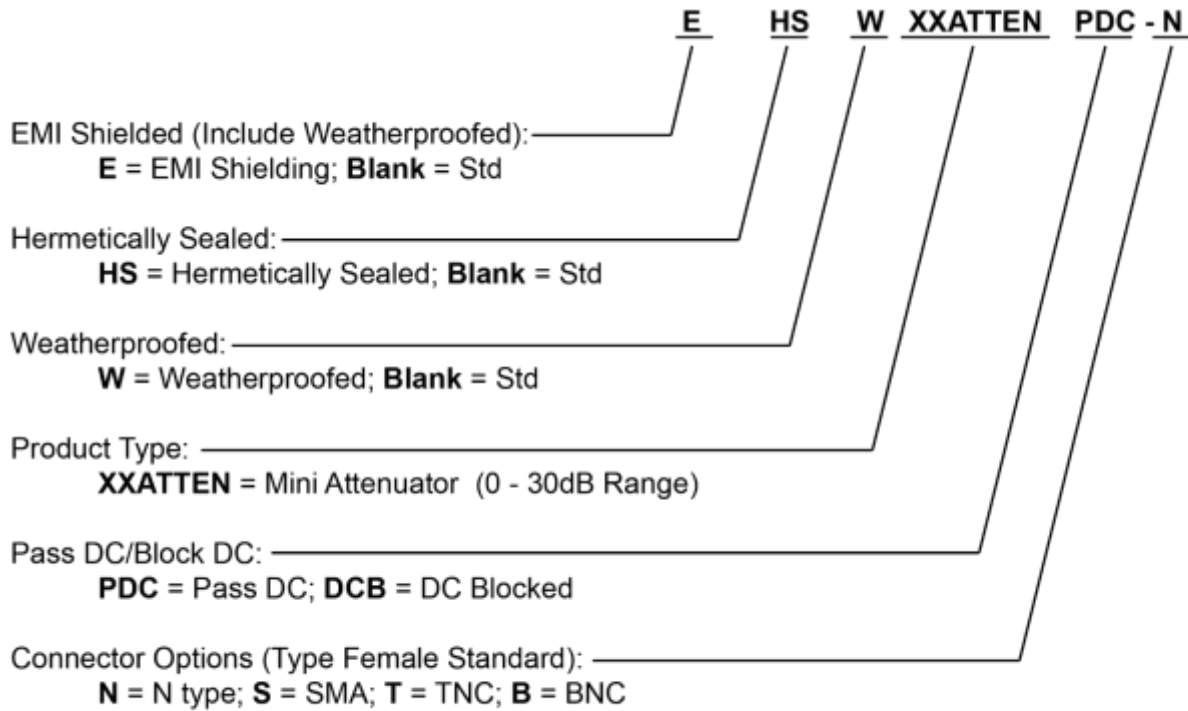 E HS W XXATTEN PDC - N
EMI Shielded (Include Weatherproofed):
E = EMI Shielding; Blank = Std
Hermetically Sealed:
HS = Hermetically Sealed; Blank = Std
Weatherproofed:
W = Weatherproofed; Blank = Std
Product Type:
XXATTEN = Mini Attenuator (0 - 30dB Range)
Pass DC/Block DC:
PDC = Pass DC; DCB = DC Blocked
Connector Options (Type Female Standard):
N = N type; S = SMA; T = TNC; B = BNC